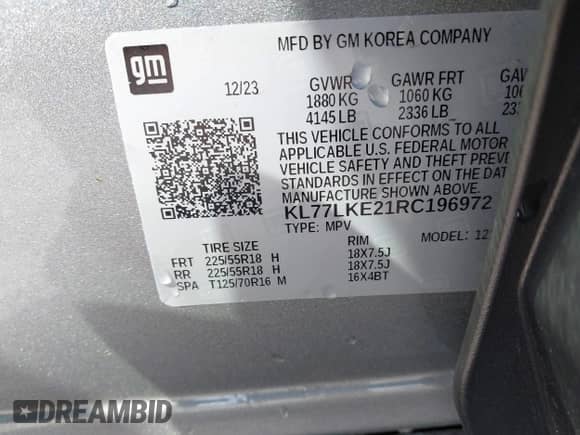 gm
MFD BY GM KOREA COMPANY
12/23 GVWR GAWR FRT
1880 KG 1060 KG
4145 LB 2336 LB
THIS VEHICLE CONFORMS TO ALL
APPLICABLE U.S. FEDERAL MOTOR
VEHICLE SAFETY AND THEFT
STANDARDS IN EFFECT ON THE
MANUFACTURE SHOWN ABOVE.
KL77LKE21RC196972
TYPE: MPV MODEL:
TIRE SIZE RIM
FRT 225/55R18 H 18X7.5J
RR 225/55R18 H 18X7.5J
SPA T125/70R16 M 16X4BT
DREAMBID